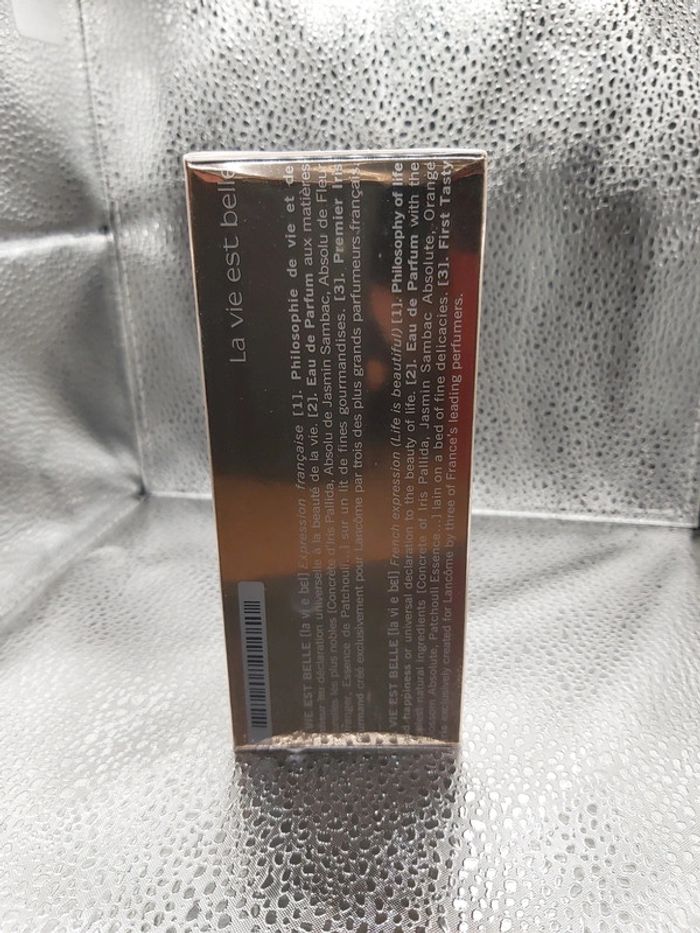 La vie est belle
VIE EST BELLE [la vi e bɛl] Expression française [1]. Philosophie de vie et de
déclaration universelle à la beauté de la vie. [2]. Eau de Parfum aux matières
les plus nobles [Concrète d'Iris Pallida, Absolu de Jasmin Sambac, Absolu de Fleur
Essence de Patchouli...] sur un lit de fines gourmandises. [3]. Premier Iris
créé exclusivement pour Lancôme par trois des plus grands parfumeurs français.
VIE EST BELLE [la vi e bɛl] French expression (Life is beautiful) [1]. Philosophy of life
happiness or universal declaration to the beauty of life. [2]. Eau de Parfum with the
natural ingredients [Concrete of Iris Pallida, Jasmin Sambac Absolute, Orange
Absolute, Patchouli Essence...] lain on a bed of fine delicacies. [3]. First Tasty
exclusively created for Lancôme by three of France's leading perfumers.